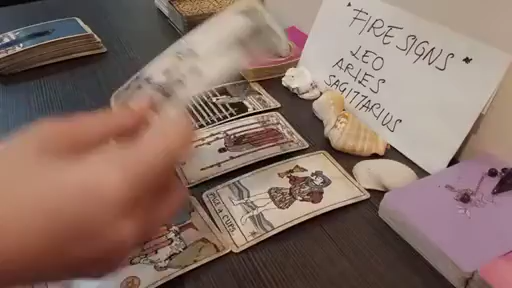 "FIRE SIGNS"
LEO
ARIES
SAGITTARIUS
PAGE of CUPS.